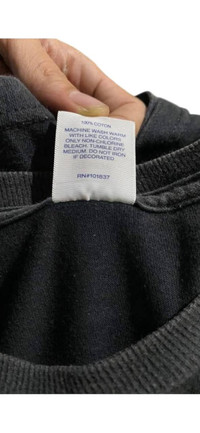 100% COTTON
MACHINE WASH WARM
WITH LIKE COLORS
ONLY NON-CHLORINE
BLEACH, TUMBLE DRY
MEDIUM. DO NOT IRON
IF DECORATED
RN#101837